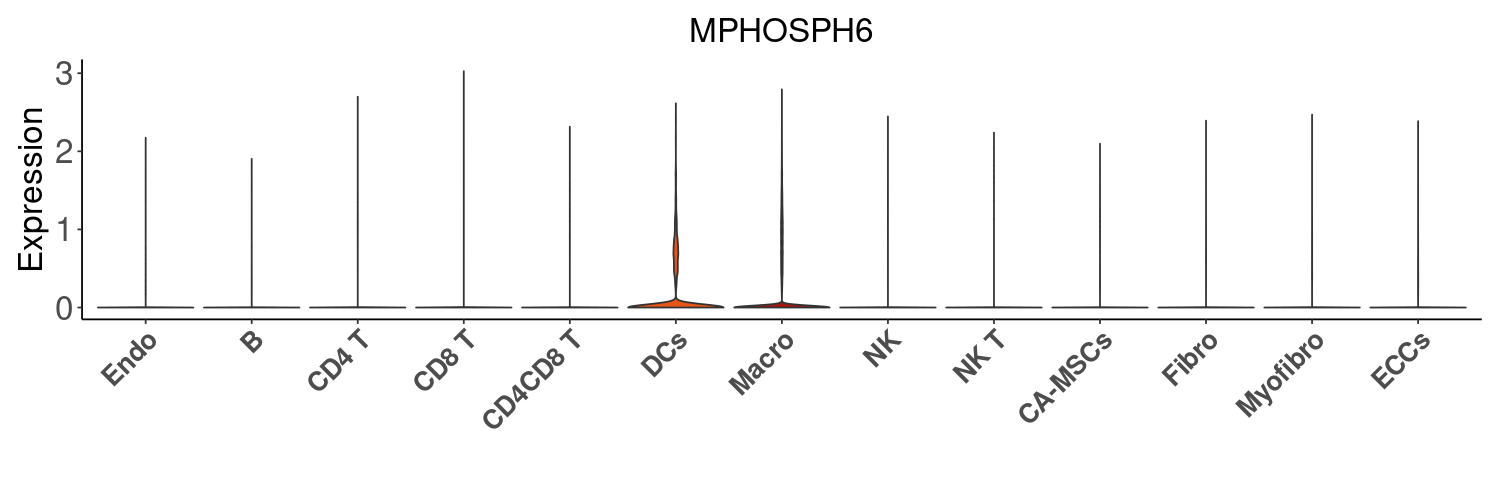 MPHOSPH6
Expression
3
2
1
0
Endo
B
CD4 T
CD8 T
CD4CD8 T
DCs
Macro
NK
NK T
CA-MSCs
Fibro
Myofibro
ECCs